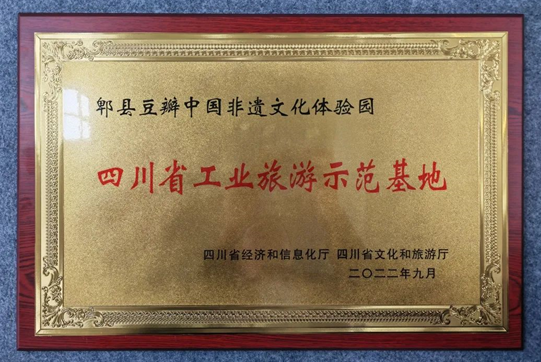 郫县豆瓣中国非遗文化体验园
四川省工业旅游示范基地
四川省经济和信息化厅 四川省文化和旅游厅
二〇二二年九月